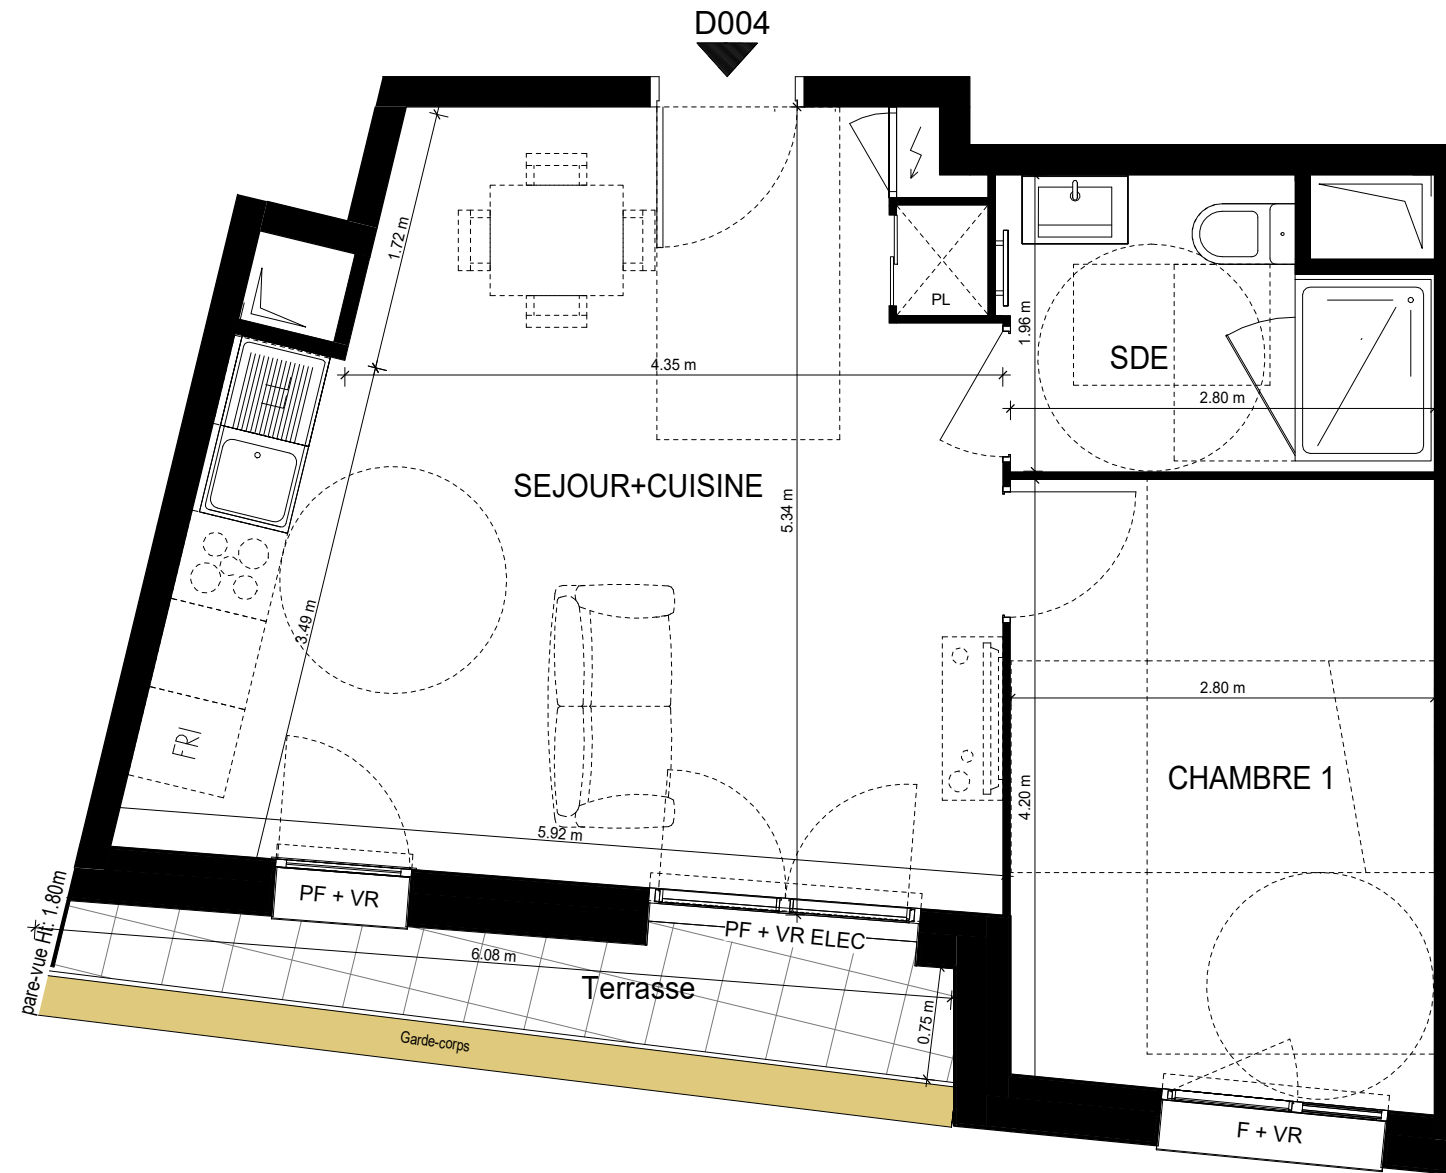 D004
1.72 m
PL
1.96 m
SDE
4.35 m
2.80 m
SEJOUR+CUISINE
5.34 m
3.49 m
2.80 m
FRI
CHAMBRE 1
4.20 m
5.92 m
PF + VR
pare-vue Ht: 1.80m
PF + VR ELEC
6.08 m
Terrasse
0.75 m
Garde-corps
F + VR